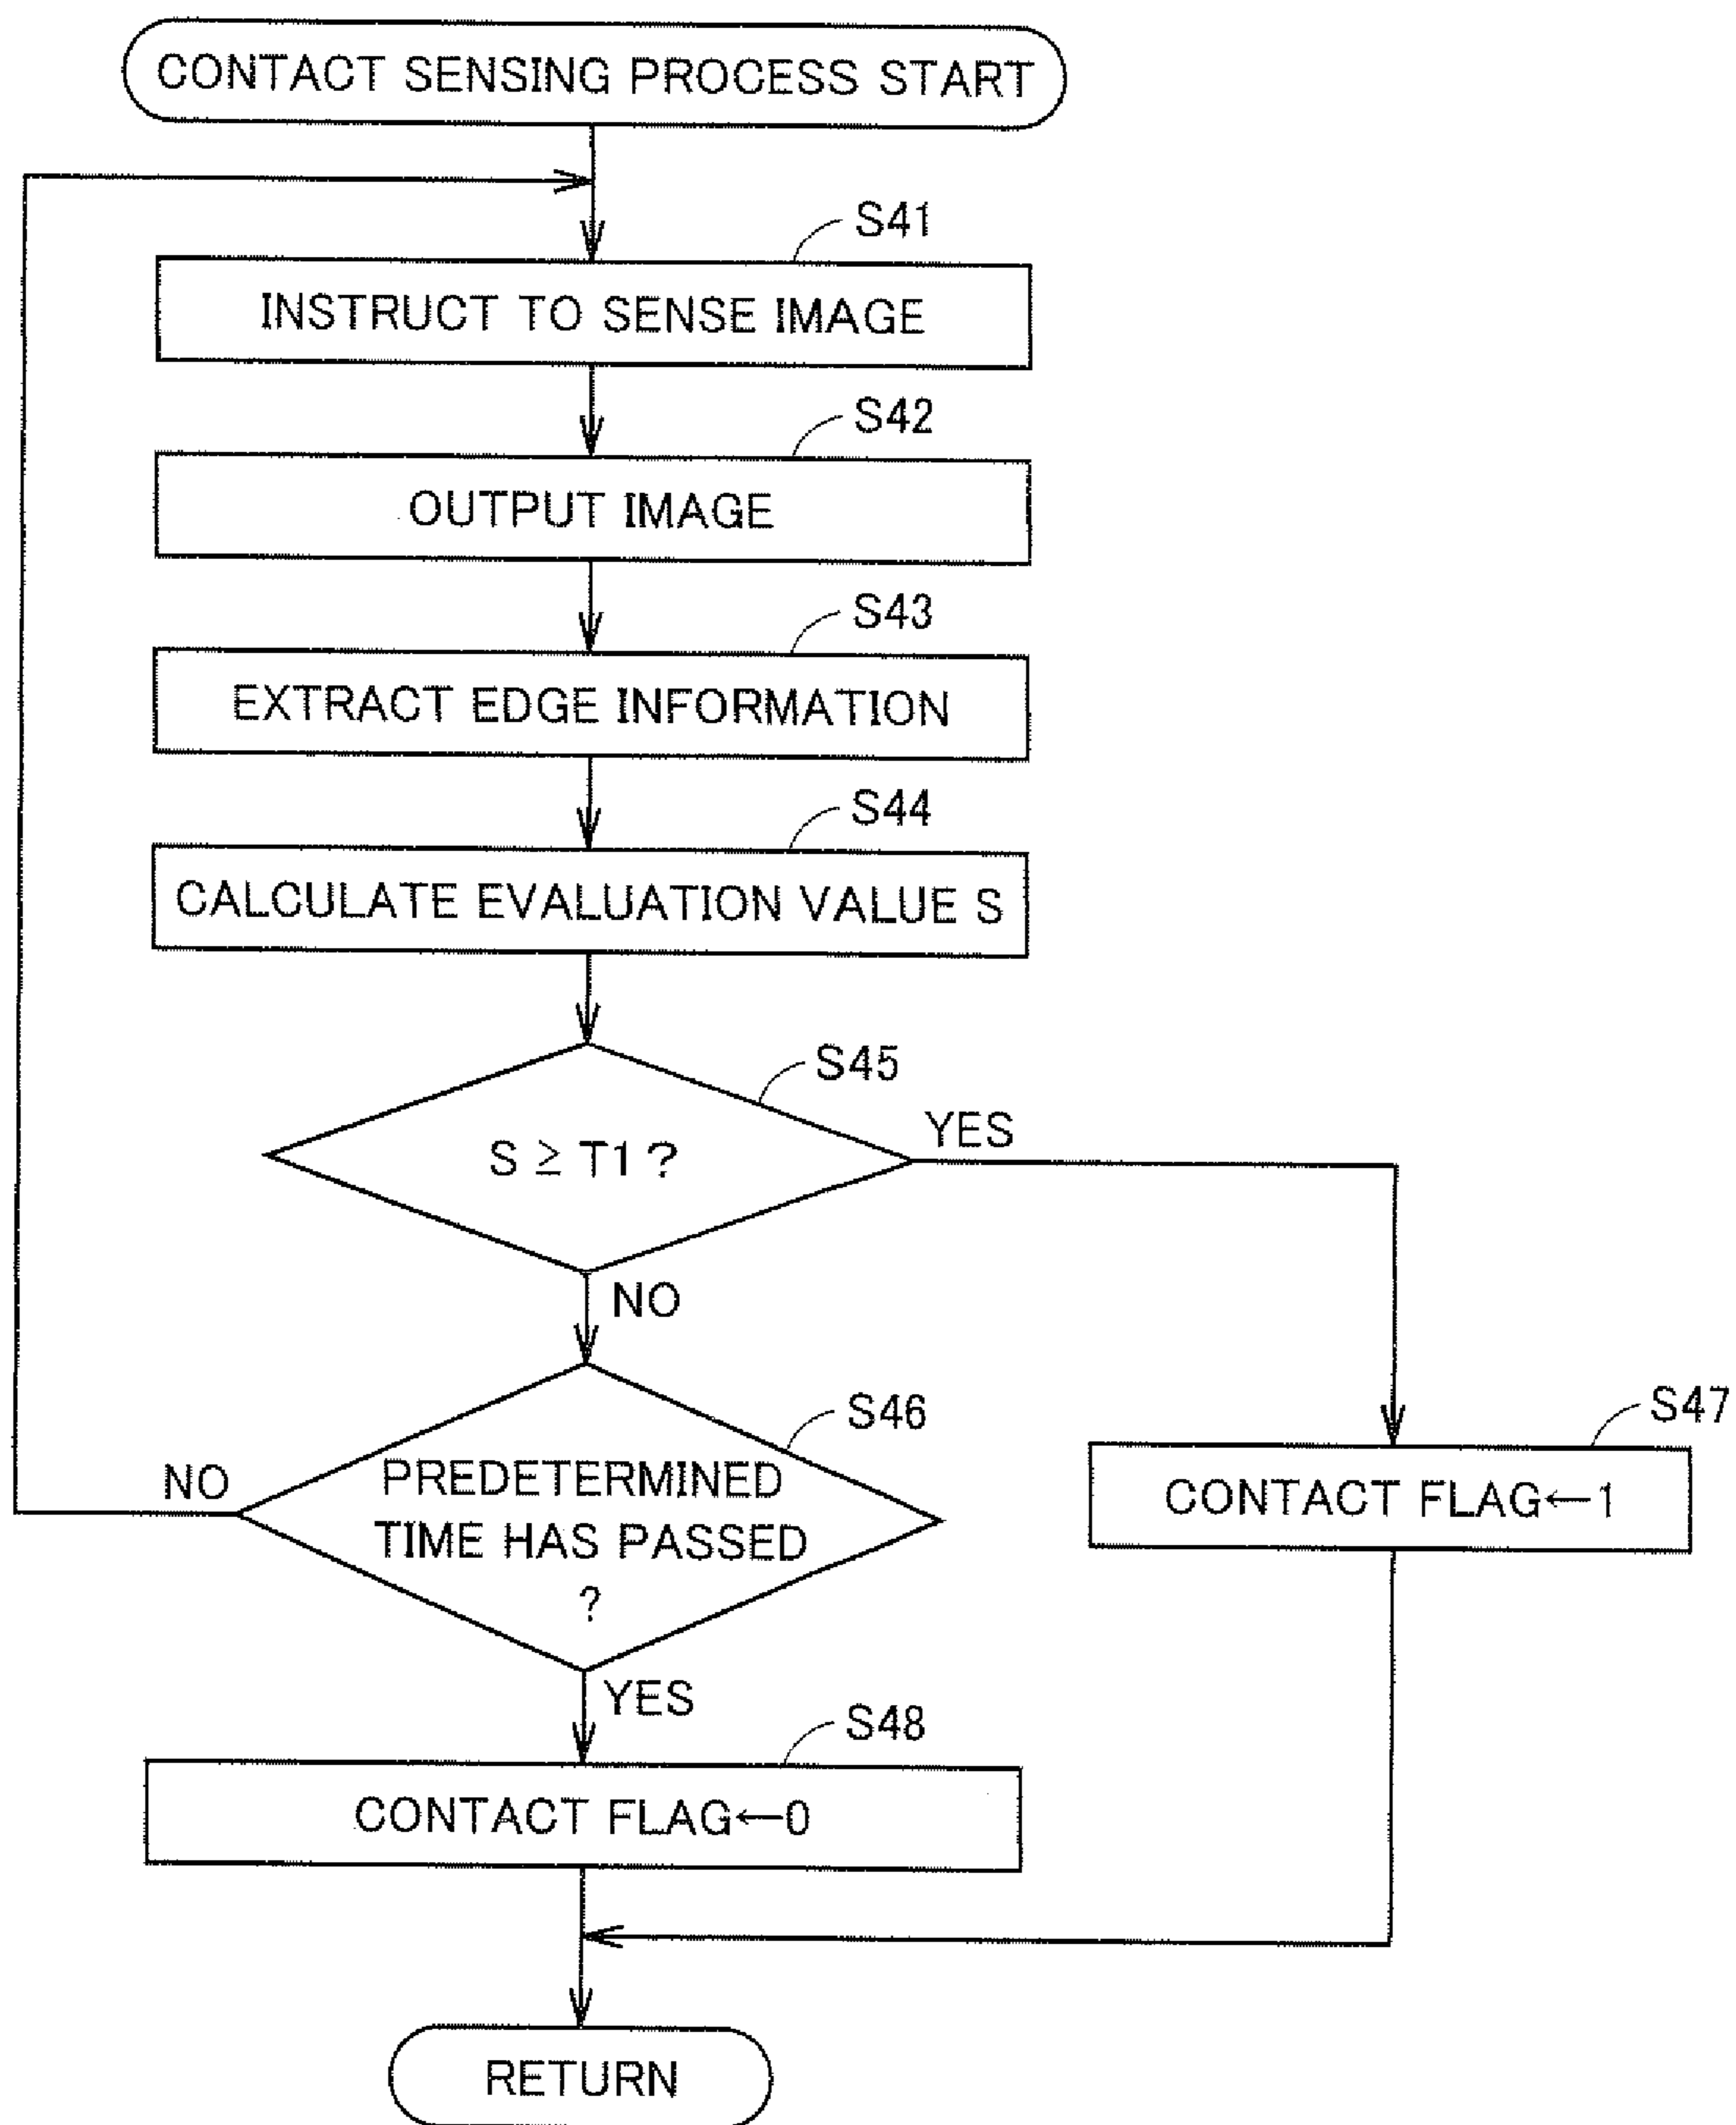 CONTACT SENSING PROCESS START
S41
INSTRUCT TO SENSE IMAGE
S42
OUTPUT IMAGE
S43
EXTRACT EDGE INFORMATION
S44
CALCULATE EVALUATION VALUE S
S45
S ≥ T1 ?
YES
NO
S46
PREDETERMINED
TIME HAS PASSED
?
NO
YES
S47
CONTACT FLAG←1
S48
CONTACT FLAG←0
RETURN